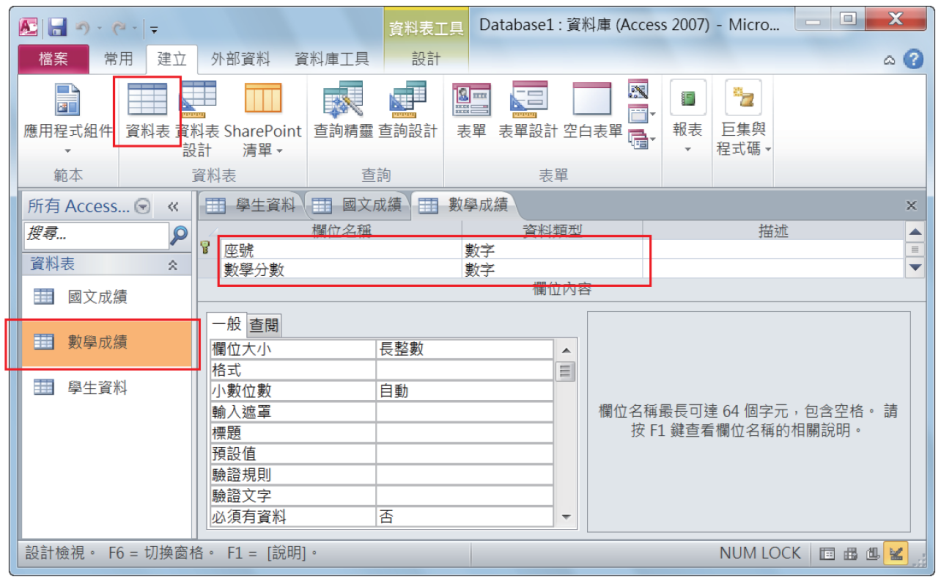 資料表工具
Database1 : 資料庫 (Access 2007) - Micro...
檔案 常用 建立 外部資料 資料庫工具 設計
應用程式組件 資料表 資料表設計 SharePoint 清單 查詢精靈 查詢設計 表單 表單設計 空白表單 報表 巨集與程式碼
範本 資料表 查詢 表單
所有 Access... «
學生資料 國文成績 數學成績
搜尋...
資料表
國文成績
數學成績
學生資料
欄位名稱 資料類型 描述
座號 數字
數學分數 數字
欄位內容
一般 查閱
欄位大小 長整數
格式
小數位數 自動
輸入遮罩
標題
預設值
驗證規則
驗證文字
必須有資料 否
欄位名稱最長可達 64 個字元，包含空格。 請
按 F1 鍵查看欄位名稱的相關說明。
設計檢視。 F6 = 切換窗格。 F1 = [說明]。 NUM LOCK